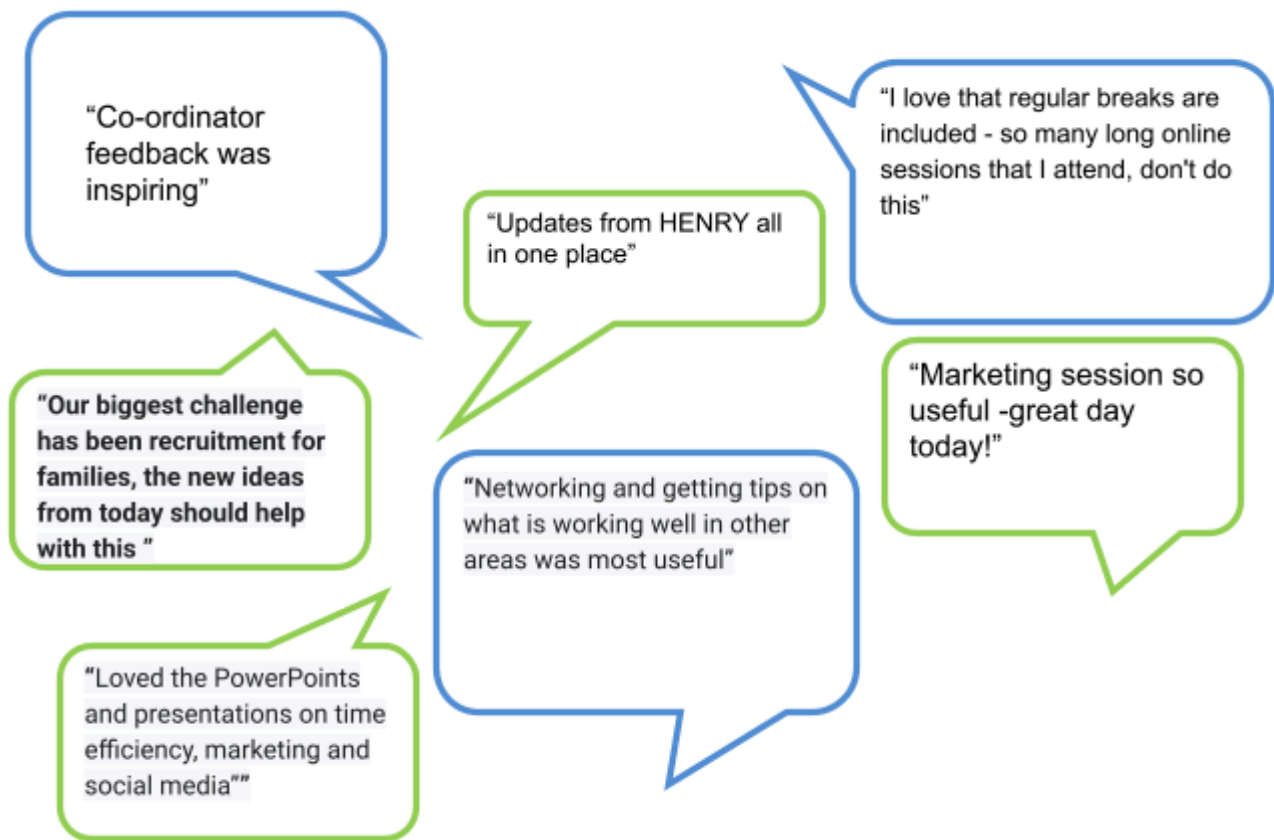 “Co-ordinator
feedback was
inspiring”
“I love that regular breaks are
included - so many long online
sessions that I attend, don't do
this”
“Updates from HENRY all
in one place”
“Our biggest challenge
has been recruitment for
families, the new ideas
from today should help
with this ”
“Marketing session so
useful -great day
today!”
“Networking and getting tips on
what is working well in other
areas was most useful”
“Loved the PowerPoints
and presentations on time
efficiency, marketing and
social media””